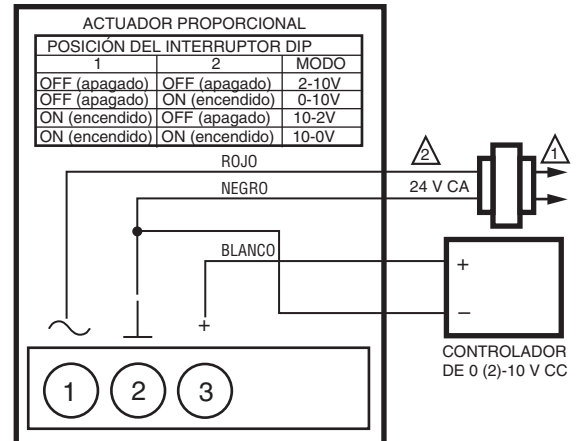 ACTUADOR PROPORCIONAL
POSICIÓN DEL INTERRUPTOR DIP
1 2 MODO
OFF (apagado) OFF (apagado) 2-10V
OFF (apagado) ON (encendido) 0-10V
ON (encendido) OFF (apagado) 10-2V
ON (encendido) ON (encendido) 10-0V
ROJO
2
1
NEGRO
24 V CA
BLANCO
+
–
+
1 2 3
CONTROLADOR
DE 0 (2)-10 V CC